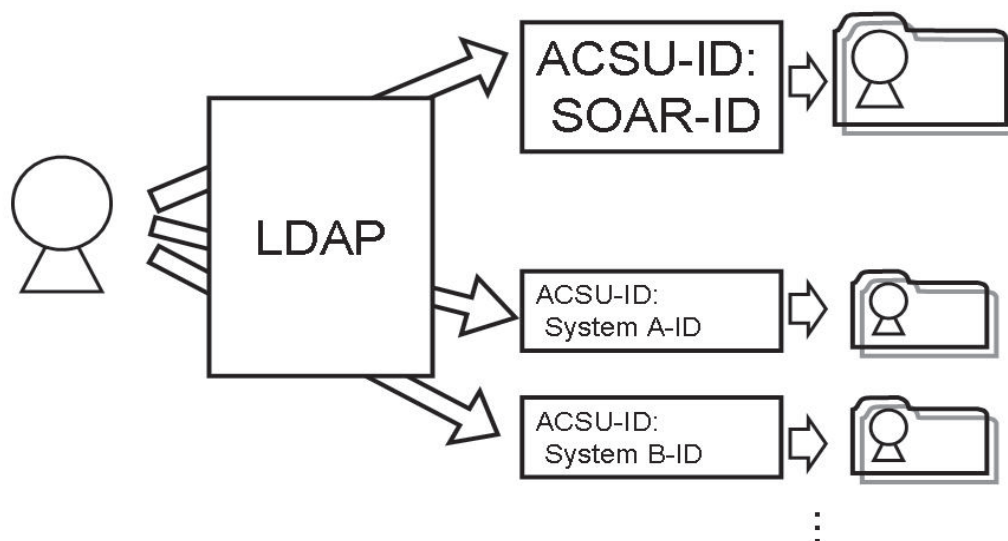 ACSU-ID:
SOAR-ID
LDAP
ACSU-ID:
System A-ID
ACSU-ID:
System B-ID
⋮